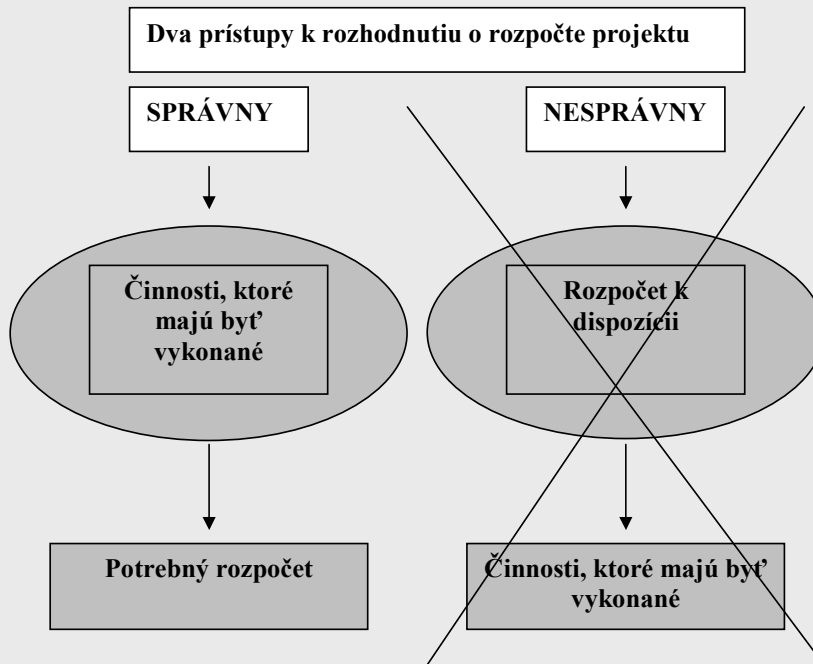 Dva prístupy k rozhodnutiu o rozpočte projektu
SPRÁVNY
NESPRÁVNY
Činnosti, ktoré
majú byť
vykonané
Rozpočet k
dispozícii
Potrebný rozpočet
Činnosti, ktoré majú byť
vykonané